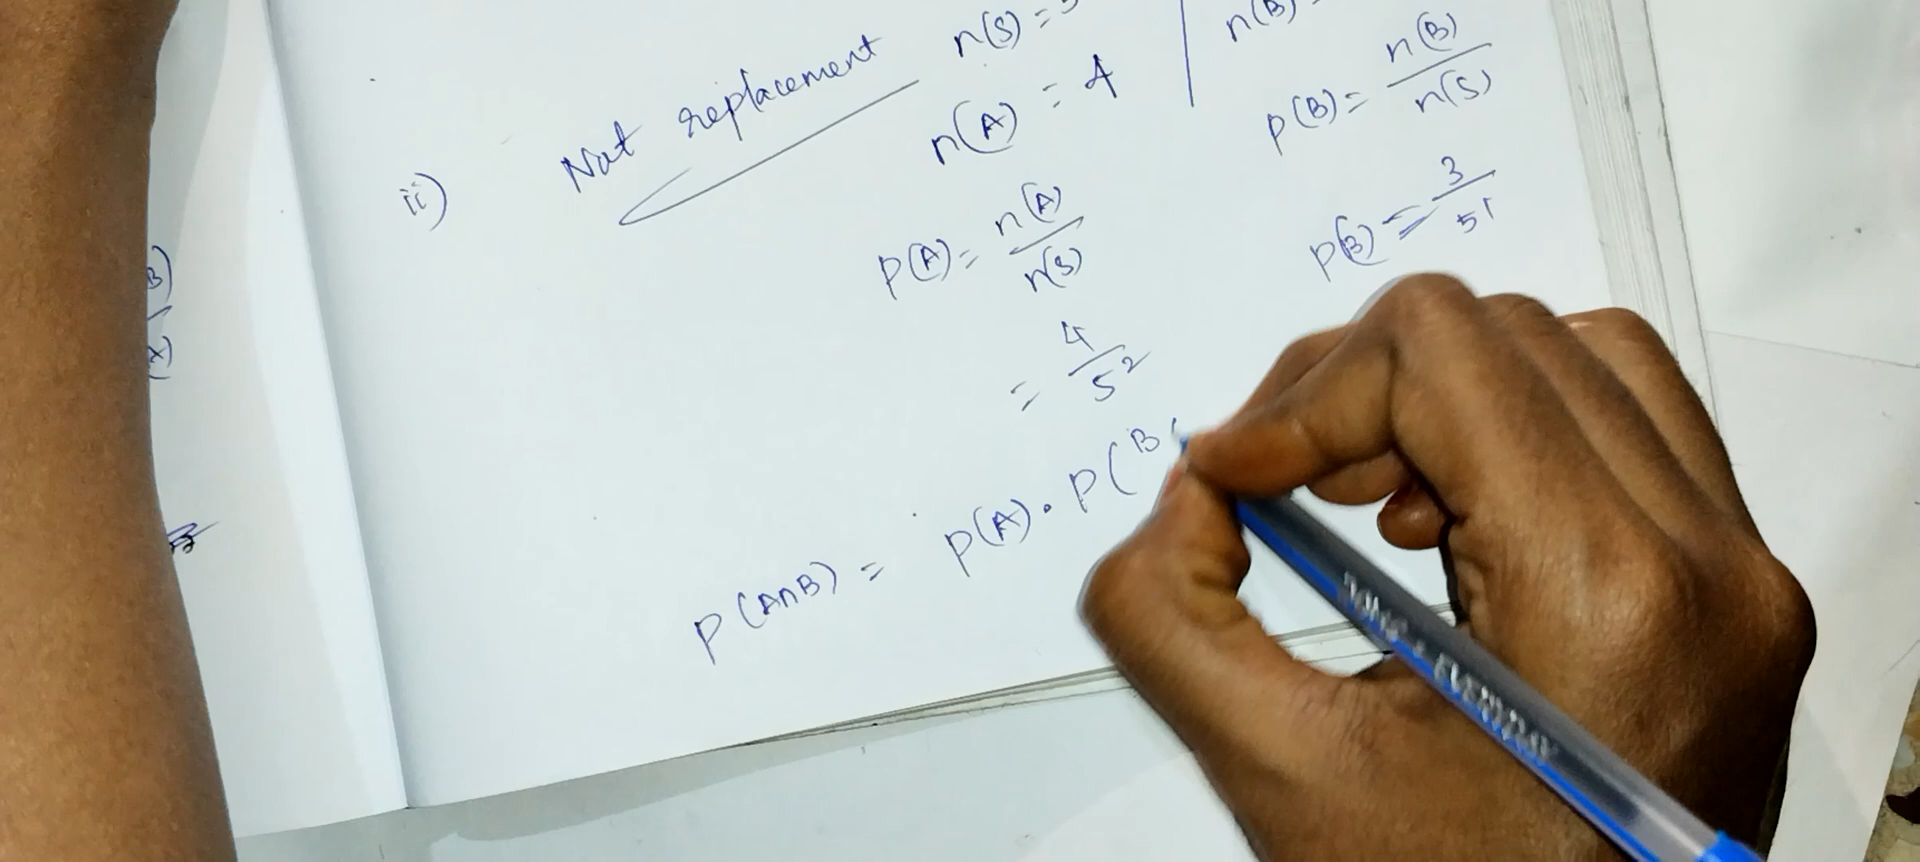 ii) Not replacement
n(S) =
n(A) = 4
P(A) = n(A)/n(S)
= 4/52
n(B)
P(B) = n(B)/n(S)
P(B) = 3/51
P(A∩B) = P(A) . P(B